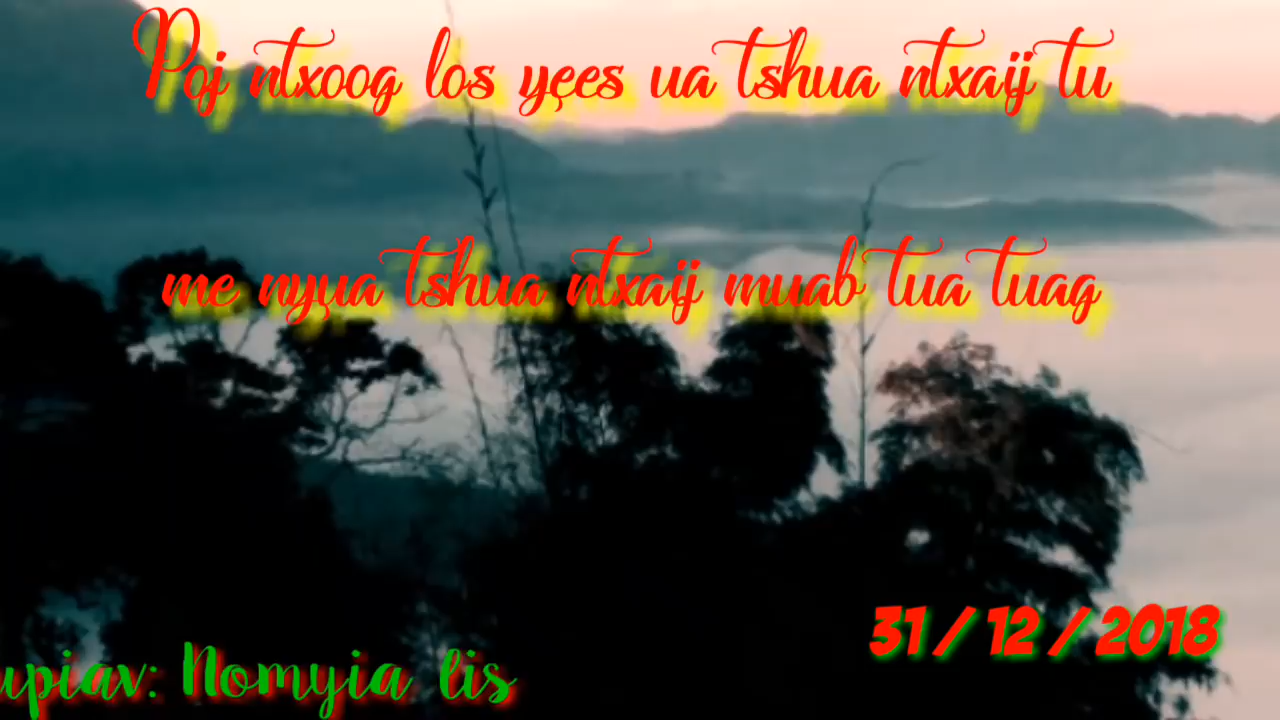 Poj ntxoog los yees ua tshua ntxaij tu
me nyua tshua ntxaij muab tua tuag
31 / 12 / 2018
upiav: Nomyia lis